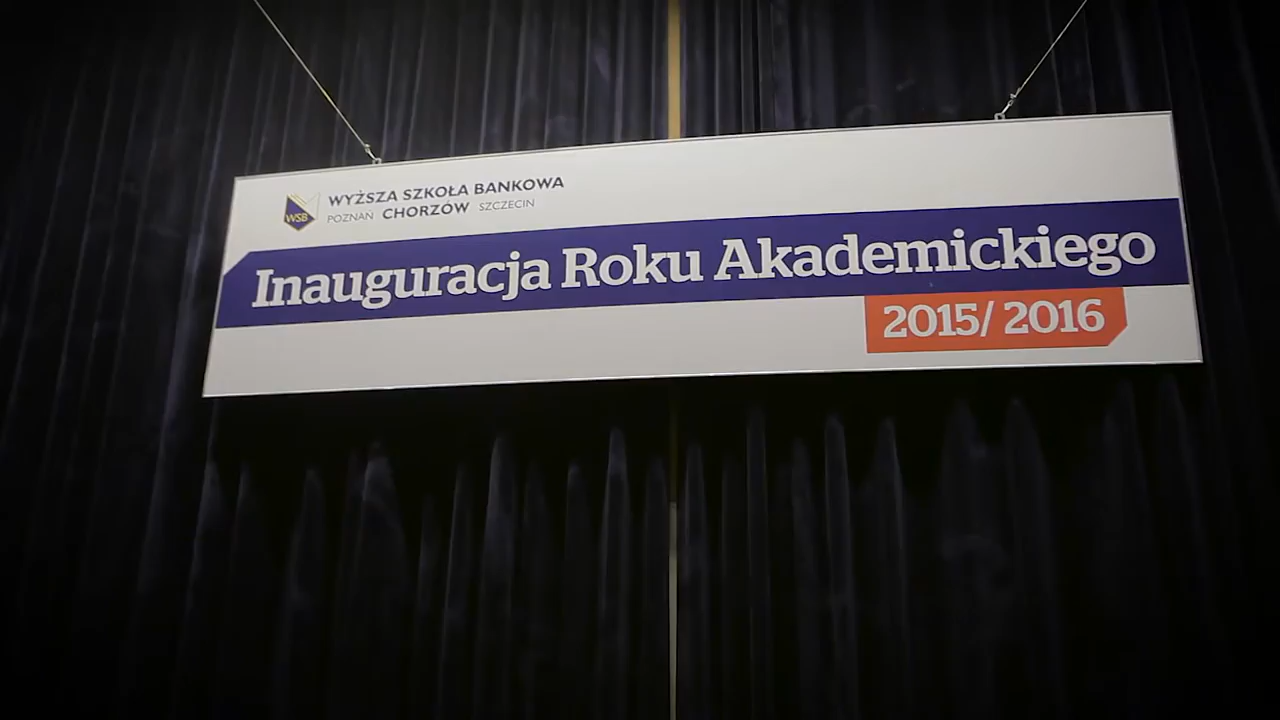 WSB
WYŻSZA SZKOŁA BANKOWA
POZNAŃ CHORZÓW SZCZECIN
Inauguracja Roku Akademickiego
2015/ 2016